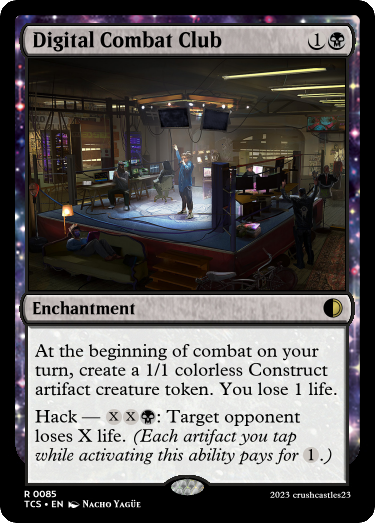 Digital Combat Club 1
Enchantment
At the beginning of combat on your
turn, create a 1/1 colorless Construct
artifact creature token. You lose 1 life.
Hack — X X : Target opponent
loses X life. (Each artifact you tap
while activating this ability pays for 1.)
R 0085
TCS • EN Nacho Yagüe
2023 crushcastles23